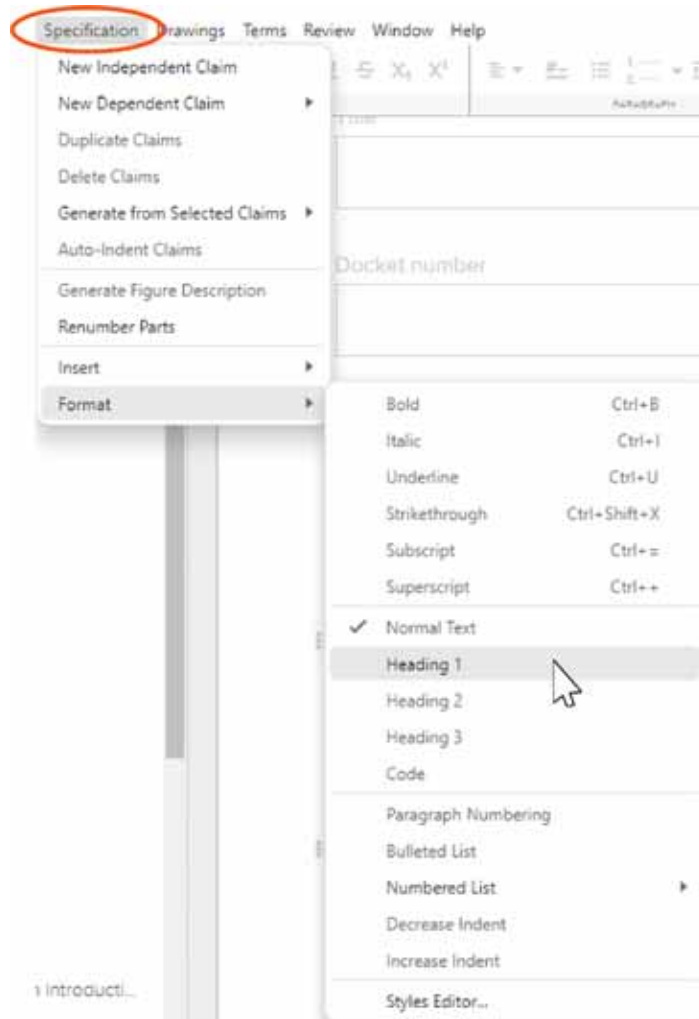 Specification Drawings Terms Review Window Help
New Independent Claim
New Dependent Claim
Duplicate Claims
Delete Claims
Generate from Selected Claims
Auto-Indent Claims
Docket number
Generate Figure Description
Renumber Parts
Insert
Format
Bold Ctrl+B
Italic Ctrl+I
Underline Ctrl+U
Strikethrough Ctrl+Shift+X
Subscript Ctrl+=
Superscript Ctrl++
Normal Text
Heading 1
Heading 2
Heading 3
Code
Paragraph Numbering
Bulleted List
Numbered List
Decrease Indent
Increase Indent
Styles Editor...